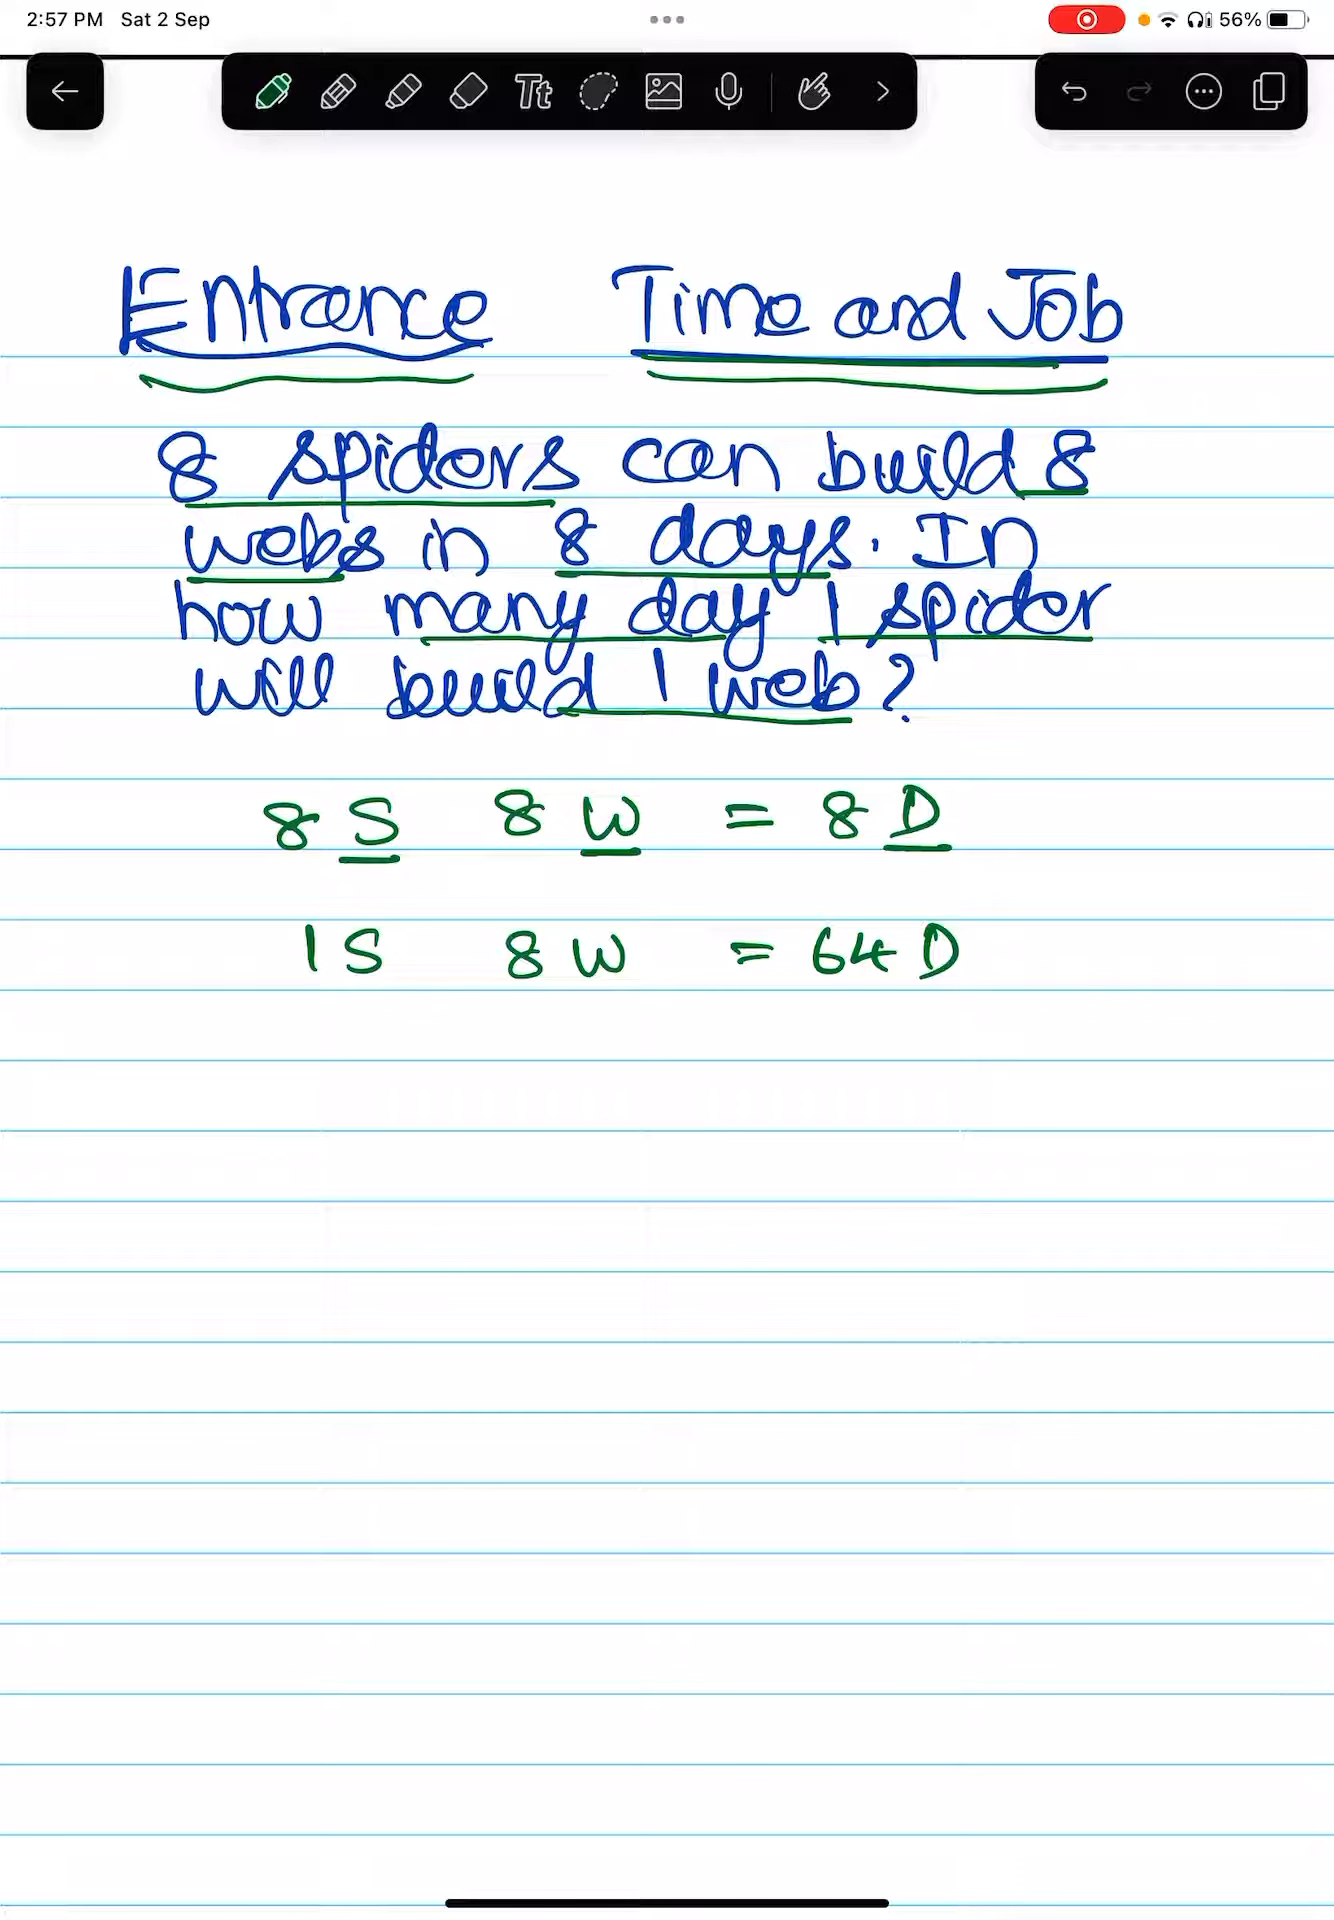 2:57 PM Sat 2 Sep 56%
Tt
Entrance Time and Job
8 spiders can build 8
webs in 8 days. In
how many day 1 spider
will build 1 web?
8 S 8 W = 8 D
1 S 8 W = 64 D